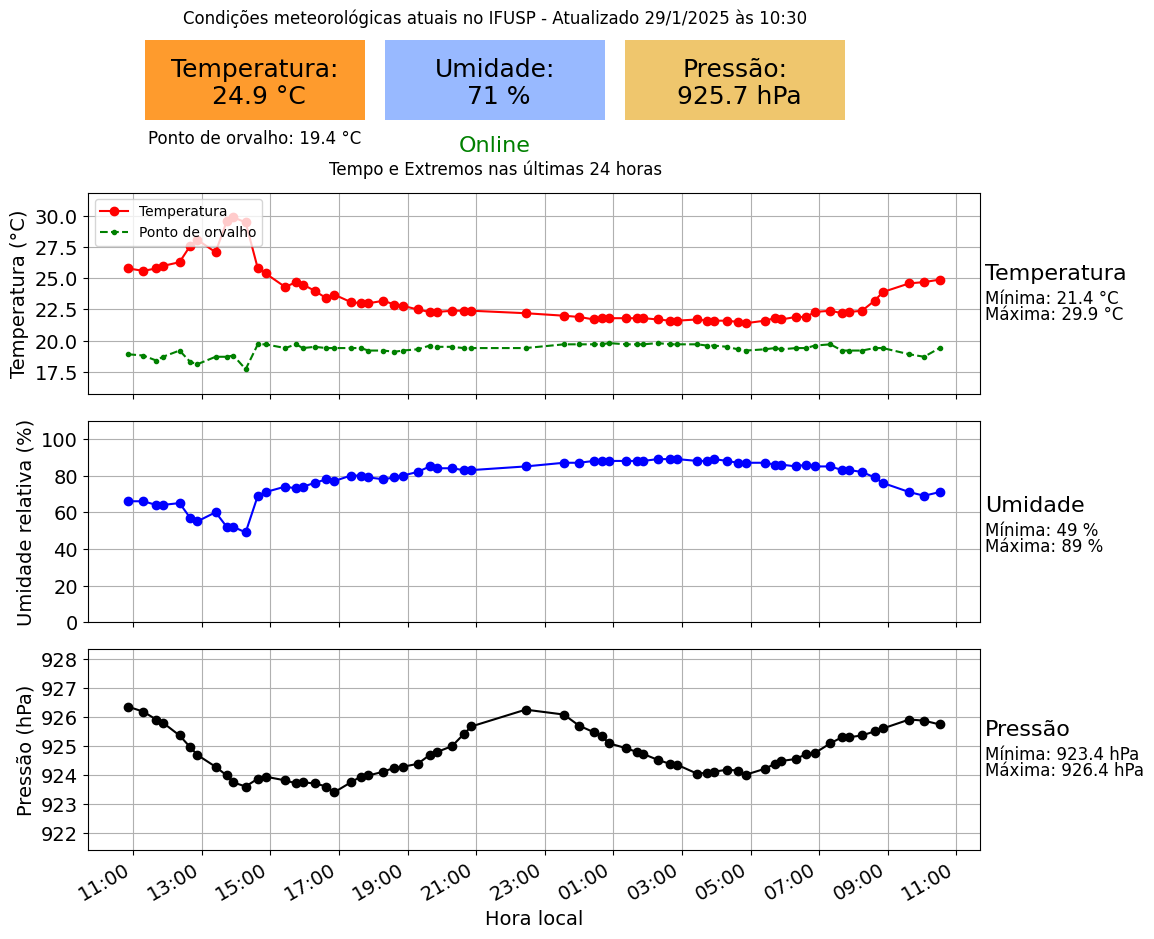 Condições meteorológicas atuais no IFUSP - Atualizado 29/1/2025 às 10:30
Temperatura:
24.9 °C
Umidade:
71 %
Pressão:
925.7 hPa
Ponto de orvalho: 19.4 °C
Online
Tempo e Extremos nas últimas 24 horas
Temperatura (°C)
30.0
27.5
25.0
22.5
20.0
17.5
Temperatura
Ponto de orvalho
Temperatura
Mínima: 21.4 °C
Máxima: 29.9 °C
Umidade relativa (%)
100
80
60
40
20
0
Umidade
Mínima: 49 %
Máxima: 89 %
Pressão (hPa)
928
927
926
925
924
923
922
Pressão
Mínima: 923.4 hPa
Máxima: 926.4 hPa
11:00
13:00
15:00
17:00
19:00
21:00
23:00
01:00
03:00
05:00
07:00
09:00
11:00
Hora local